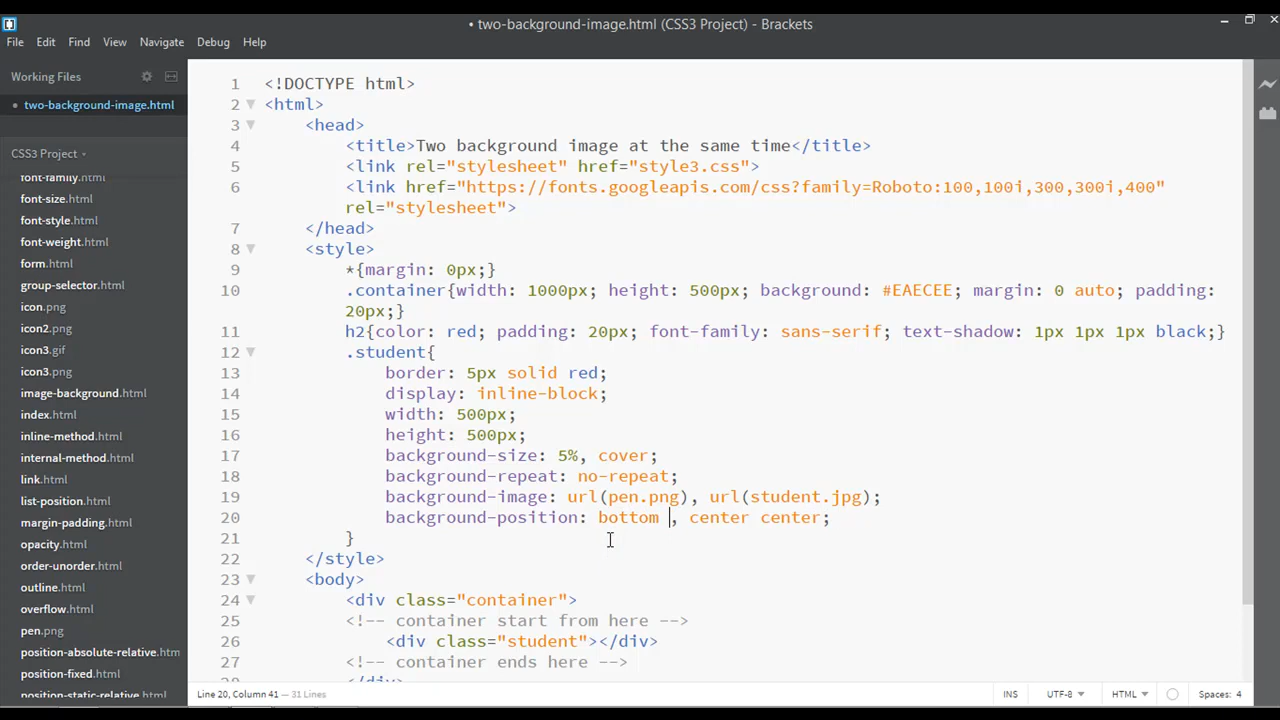 • two-background-image.html (CSS3 Project) - Brackets
File Edit Find View Navigate Debug Help
Working Files
• two-background-image.html
CSS3 Project
font-family.html
font-size.html
font-style.html
font-weight.html
form.html
group-selector.html
icon.png
icon2.png
icon3.gif
icon3.png
image-background.html
index.html
inline-method.html
internal-method.html
link.html
list-position.html
margin-padding.html
opacity.html
order-unorder.html
outline.html
overflow.html
pen.png
position-absolute-relative.htm
position-fixed.html
position-static-relative.html
1 <!DOCTYPE html>
2 <html>
3 <head>
4 <title>Two background image at the same time</title>
5 <link rel="stylesheet" href="style3.css">
6 <link href="https://fonts.googleapis.com/css?family=Roboto:100,100i,300,300i,400"
rel="stylesheet">
7 </head>
8 <style>
9 *{margin: 0px;}
10 .container{width: 1000px; height: 500px; background: #EAECEE; margin: 0 auto; padding:
20px;}
11 h2{color: red; padding: 20px; font-family: sans-serif; text-shadow: 1px 1px 1px black;}
12 .student{
13 border: 5px solid red;
14 display: inline-block;
15 width: 500px;
16 height: 500px;
17 background-size: 5%, cover;
18 background-repeat: no-repeat;
19 background-image: url(pen.png), url(student.jpg);
20 background-position: bottom , center center;
21 }
22 </style>
23 <body>
24 <div class="container">
25 <!-- container start from here -->
26 <div class="student"></div>
27 <!-- container ends here -->
28 </div>
Line 20, Column 41 — 31 Lines
INS UTF-8 HTML Spaces: 4